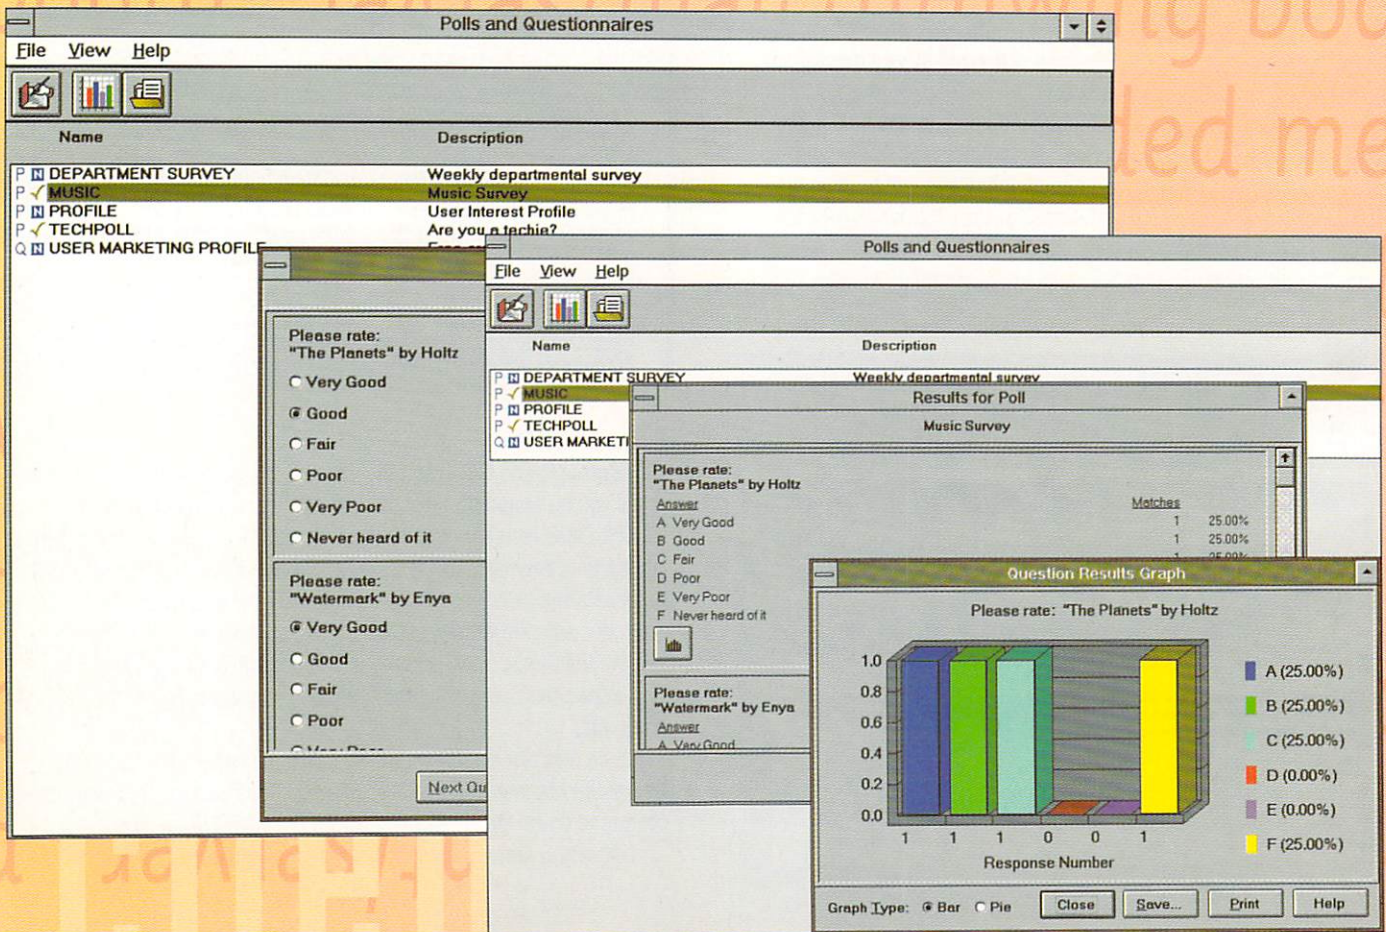 Polls and Questionnaires
File View Help
Name Description
P N DEPARTMENT SURVEY Weekly departmental survey
P MUSIC Music Survey
P N PROFILE User Interest Profile
P TECHPOLL Are you a techie?
Q N USER MARKETING PROFILE
Please rate:
"The Planets" by Holtz
Very Good
Good
Fair
Poor
Very Poor
Never heard of it
Please rate:
"Watermark" by Enya
Very Good
Good
Fair
Poor
Very Poor
Next Qu
Polls and Questionnaires
File View Help
Name Description
P N DEPARTMENT SURVEY Weekly departmental survey
P MUSIC
P N PROFILE
P TECHPOLL
Q N USER MARKETI
Results for Poll
Music Survey
Please rate:
"The Planets" by Holtz
Answer Matches
A Very Good 1 25.00%
B Good 1 25.00%
C Fair 1 25.00%
D Poor
E Very Poor
F Never heard of it
Please rate:
"Watermark" by Enya
Answer
A Very Good
Question Results Graph
Please rate: "The Planets" by Holtz
1.0
0.8
0.6
0.4
0.2
0.0
1 1 1 0 0 1
Response Number
A (25.00%)
B (25.00%)
C (25.00%)
D (0.00%)
E (0.00%)
F (25.00%)
Graph Type: Bar Pie Close Save... Print Help